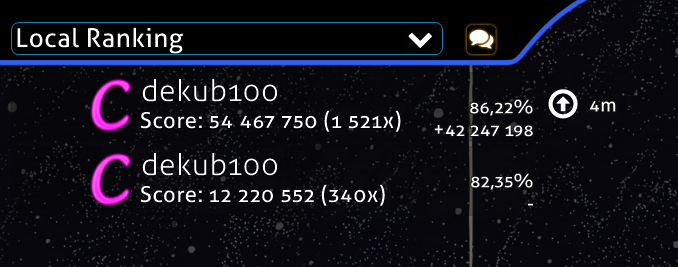 Local Ranking
C dekub100
Score: 54 467 750 (1 521x)
86,22%
+42 247 198
4m
C dekub100
Score: 12 220 552 (340x)
82,35%
-